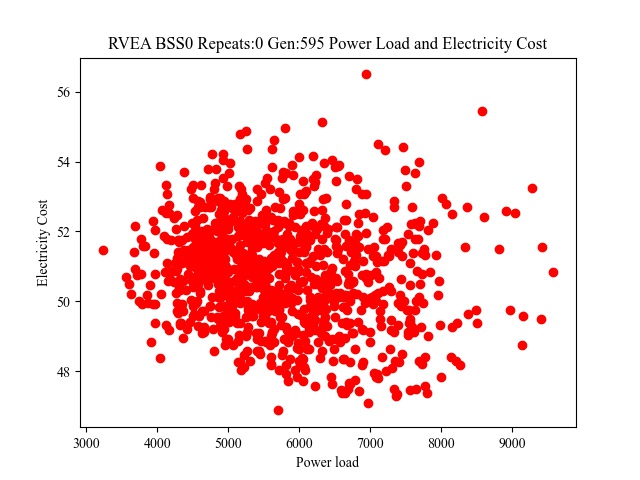 RVEA BSS0 Repeats:0 Gen:595 Power Load and Electricity Cost
56
54
52
50
48
Electricity Cost
3000 4000 5000 6000 7000 8000 9000
Power load